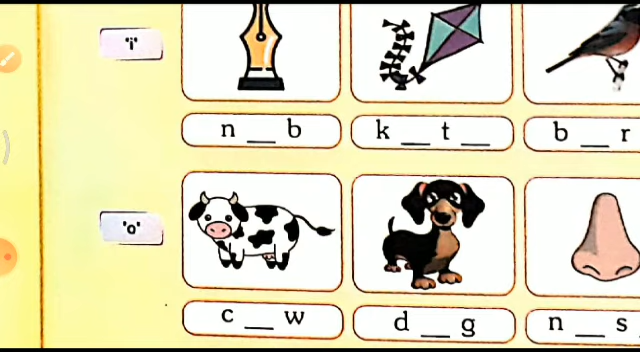 "i"
n __ b k __ t __ b __ r
'o'
c __ w d __ g n __ s